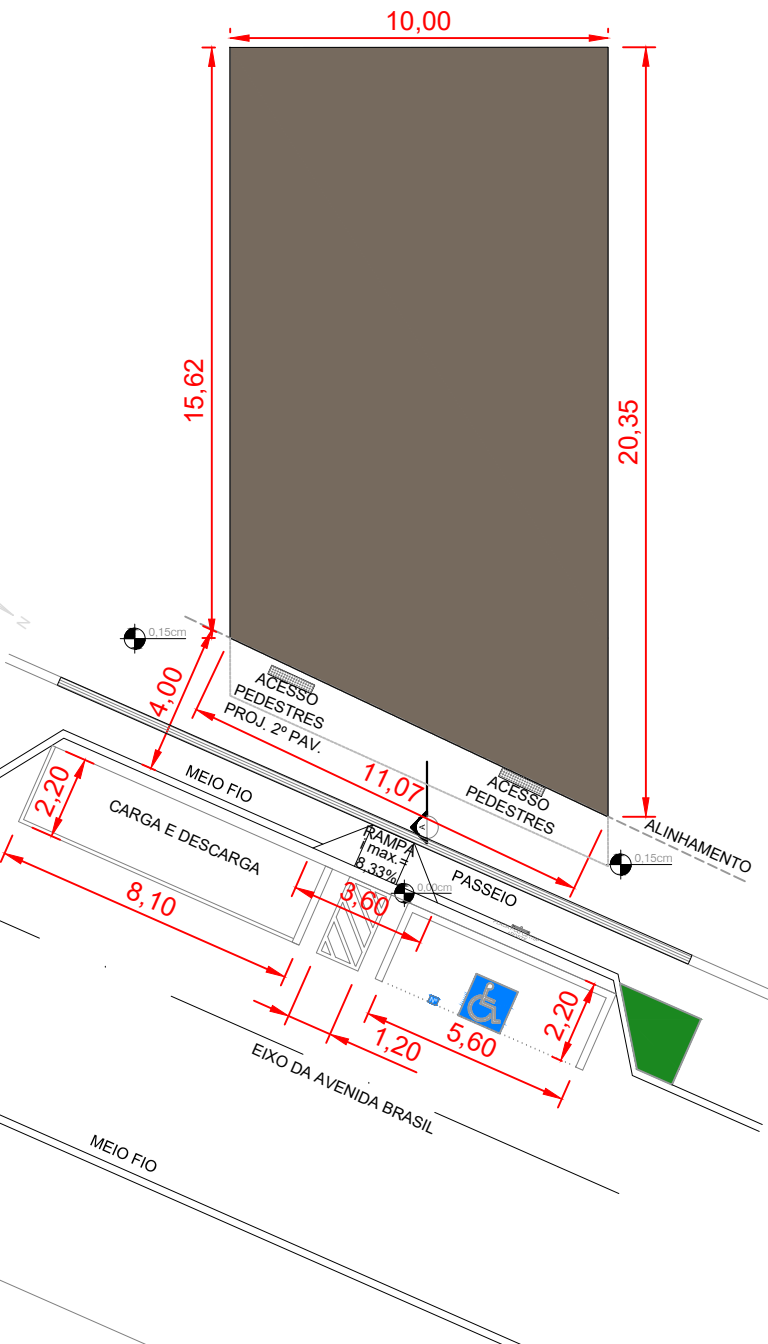 10,00
15,62
20,35
0,15cm
N
4,00
ACESSO
PEDESTRES
PROJ. 2º PAV.
11,07
ACESSO
PEDESTRES
ALINHAMENTO
0,15cm
MEIO FIO
2,20
CARGA E DESCARGA
RAMPA
max.=
8,33%
A
PASSEIO
0,00cm
8,10
3,60
2,20
5,60
1,20
EIXO DA AVENIDA BRASIL
MEIO FIO